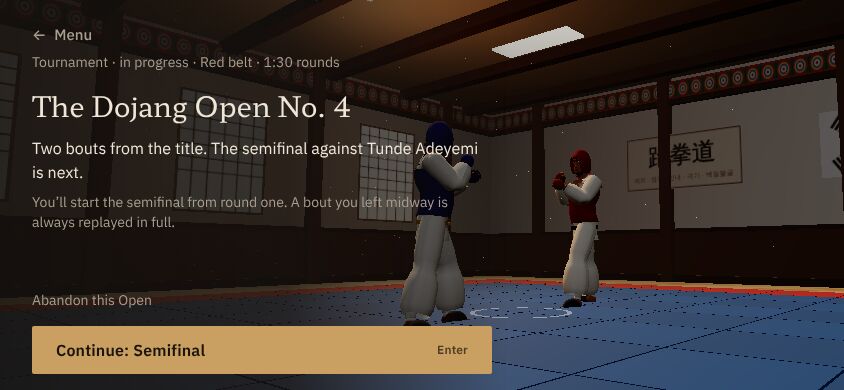 ← Menu
Tournament · in progress · Red belt · 1:30 rounds
The Dojang Open No. 4
Two bouts from the title. The semifinal against Tunde Adeyemi
is next.
You’ll start the semifinal from round one. A bout you left midway is
always replayed in full.
跆拳道
Abandon this Open
Continue: Semifinal Enter